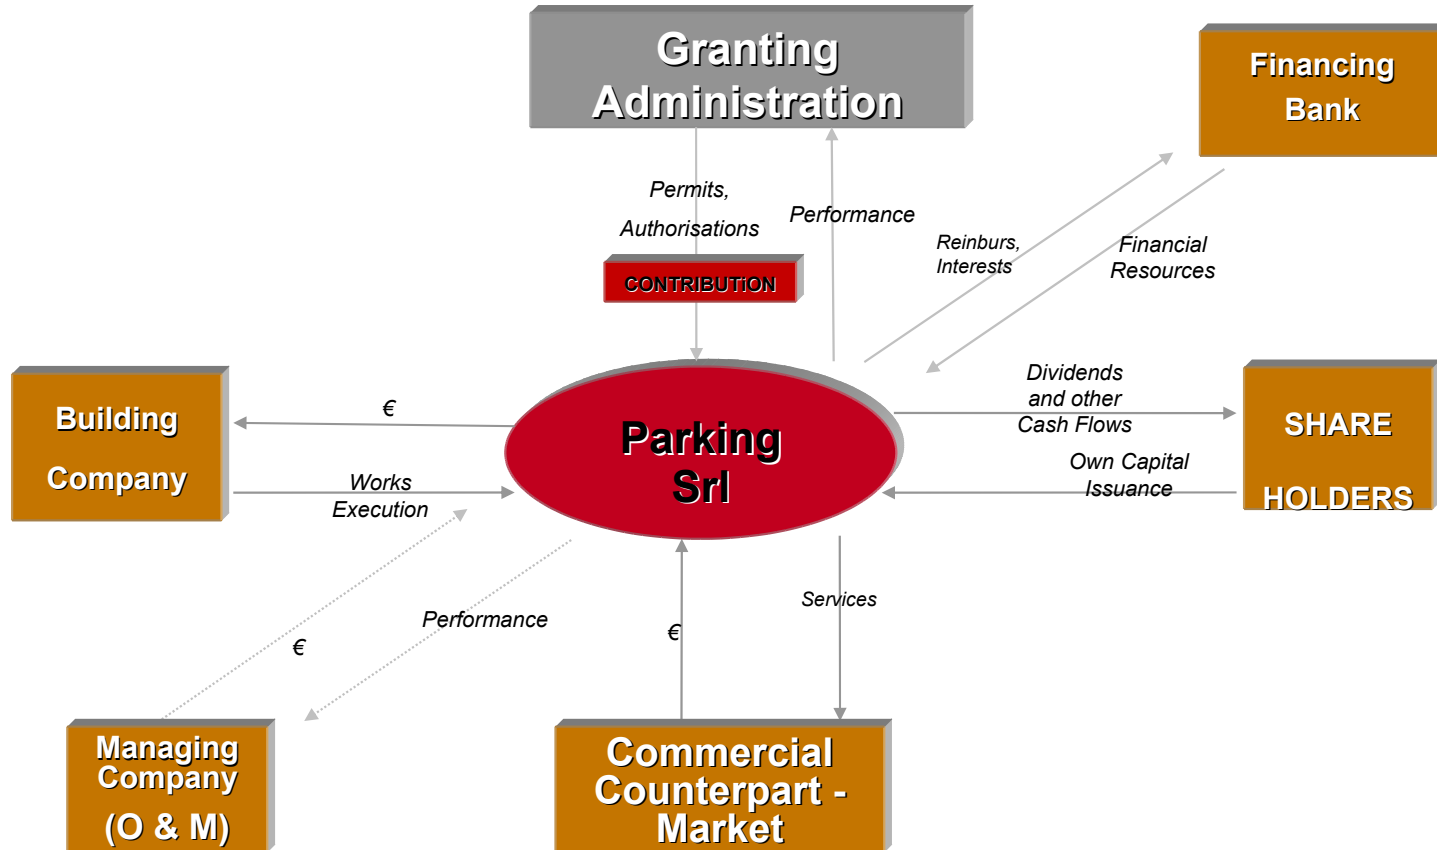 Granting
Administration
Financing
Bank
Permits,
Authorisations
Performance
Reinburs,
Interests
Financial
Resources
CONTRIBUTiON
Building
Company
€
Parking
Srl
Dividends
and other
Cash Flows
SHARE
HOLDERS
Works
Execution
Own Capital
Issuance
€
Performance
€
Services
Managing
Company
(O & M)
Commercial
Counterpart -
Market